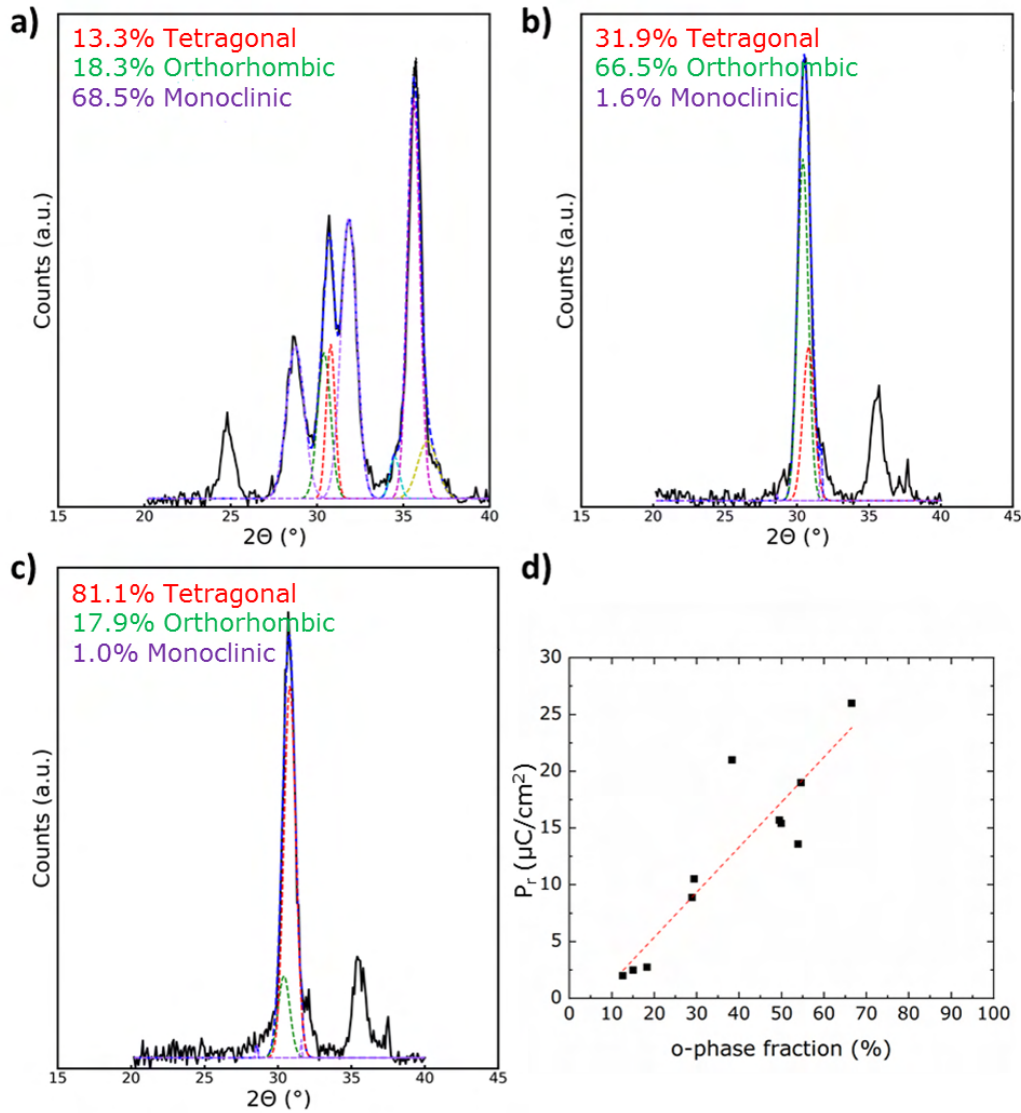 a)
13.3% Tetragonal
18.3% Orthorhombic
68.5% Monoclinic
Counts (a.u.)
15 20 25 30 35 40
2Θ (°)
b)
31.9% Tetragonal
66.5% Orthorhombic
1.6% Monoclinic
Counts (a.u.)
15 20 25 30 35 40 45
2Θ (°)
c)
81.1% Tetragonal
17.9% Orthorhombic
1.0% Monoclinic
Counts (a.u.)
15 20 25 30 35 40 45
2Θ (°)
d)
30
25
20
15
10
5
0
Pr (µC/cm²)
0 10 20 30 40 50 60 70 80 90 100
o-phase fraction (%)